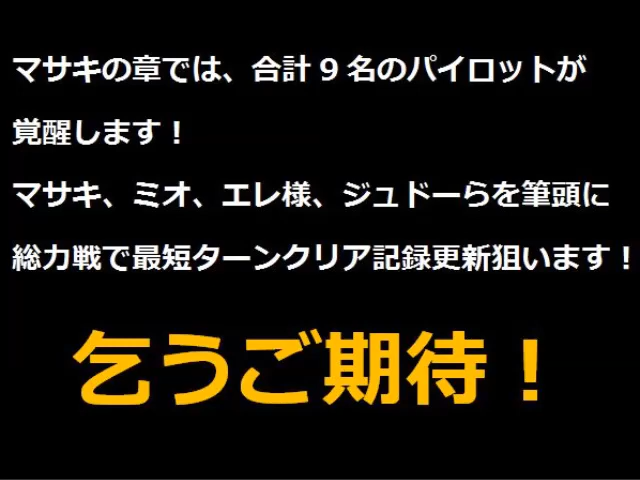 マサキの章では、合計9名のパイロットが
覚醒します！
マサキ、ミオ、エレ様、ジュドーらを筆頭に
総力戦で最短ターンクリア記録更新狙います！
乞うご期待！